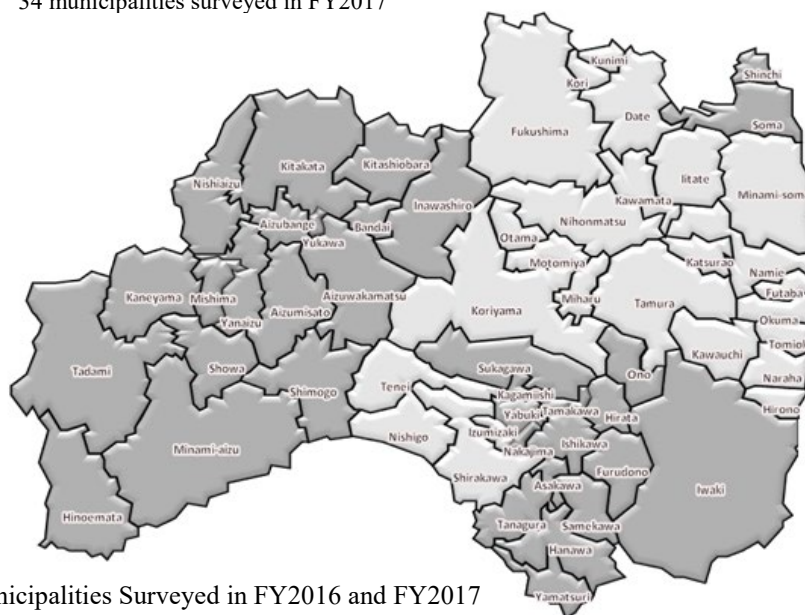 34 municipalities surveyed in FY2017
Kunimi
Shinchi
Kori
Date
Soma
Fukushima
Kitakata
Kitashiobara
Nishiaizu
Iitate
Minami-som
Kawamata
Inawashiro
Nihonmatsu
Aizubange
Bandai
Otama
Yukawa
Motomiya
Katsurao
Namie
Futaba
Kaneyama
Mishima
Aizuwakamatsu
Miharu
Tamura
Aizumisato
Koriyama
Okuma
Yanaizu
Tomiok
Kawauchi
Tadami
Showa
Sukagawa
Ono
Naraha
Shimogo
Tenei
Kagamiishi
Hirono
Yabuki
Tamakawa
Hirata
Izumizaki
Nishigo
Ishikawa
Minami-aizu
Nakajima
Shirakawa
Furudono
Asakawa
Iwaki
Hinoemata
Tanagura
Samekawa
Hanawa
Yamatsuri
nicipalities Surveyed in FY2016 and FY2017